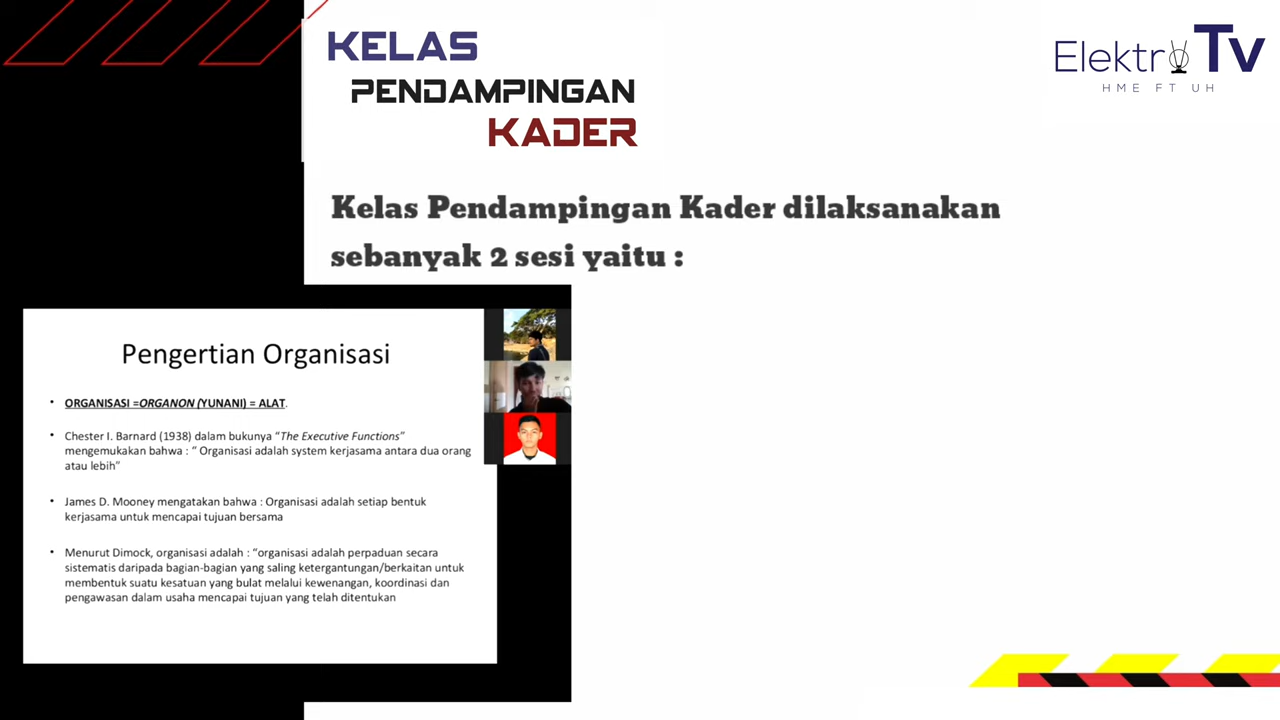 KELAS
PENDAMPINGAN
KADER
Elektro Tv
HME FT UH
Kelas Pendampingan Kader dilaksanakan
sebanyak 2 sesi yaitu :
Pengertian Organisasi
• ORGANISASI =ORGANON (YUNANI) = ALAT.
• Chester I. Barnard (1938) dalam bukunya “The Executive Functions”
mengemukakan bahwa : “ Organisasi adalah system kerjasama antara dua orang
atau lebih”
• James D. Mooney mengatakan bahwa : Organisasi adalah setiap bentuk
kerjasama untuk mencapai tujuan bersama
• Menurut Dimock, organisasi adalah : “organisasi adalah perpaduan secara
sistematis daripada bagian-bagian yang saling ketergantungan/berkaitan untuk
membentuk suatu kesatuan yang bulat melalui kewenangan, koordinasi dan
pengawasan dalam usaha mencapai tujuan yang telah ditentukan